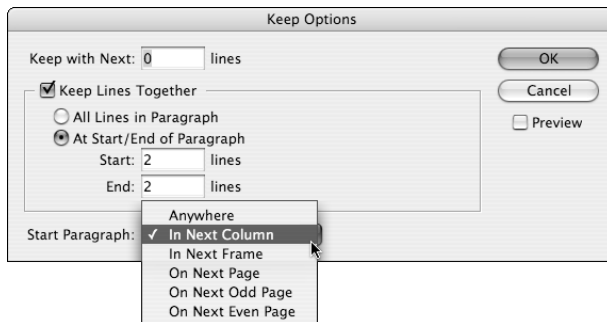 Keep Options
Keep with Next: 0 lines
OK
Keep Lines Together
Cancel
All Lines in Paragraph
Preview
At Start/End of Paragraph
Start: 2 lines
End: 2 lines
Anywhere
Start Paragraph: ✓ In Next Column
In Next Frame
On Next Page
On Next Odd Page
On Next Even Page